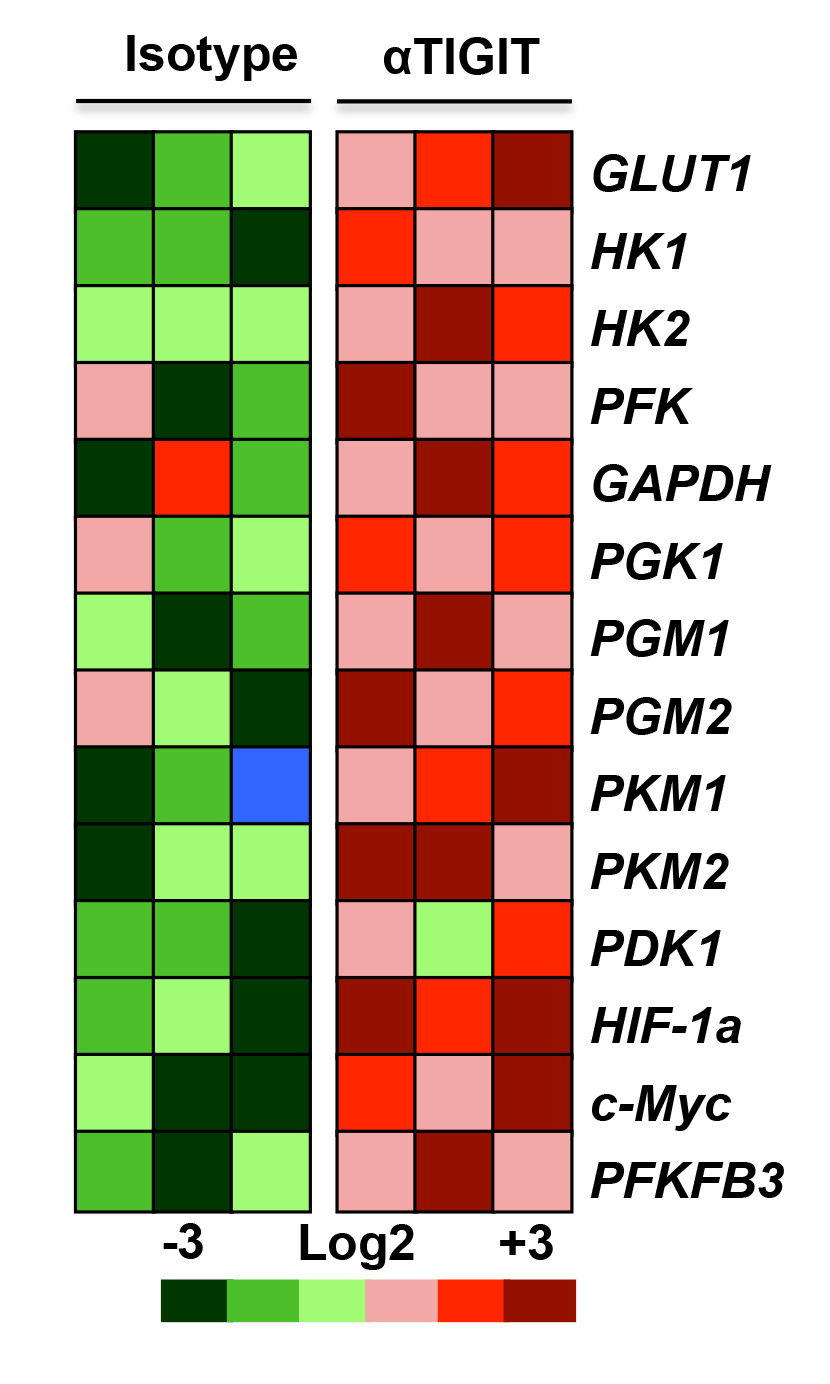 Isotype αTIGIT
GLUT1
HK1
HK2
PFK
GAPDH
PGK1
PGM1
PGM2
PKM1
PKM2
PDK1
HIF-1a
c-Myc
PFKFB3
-3 Log2 +3